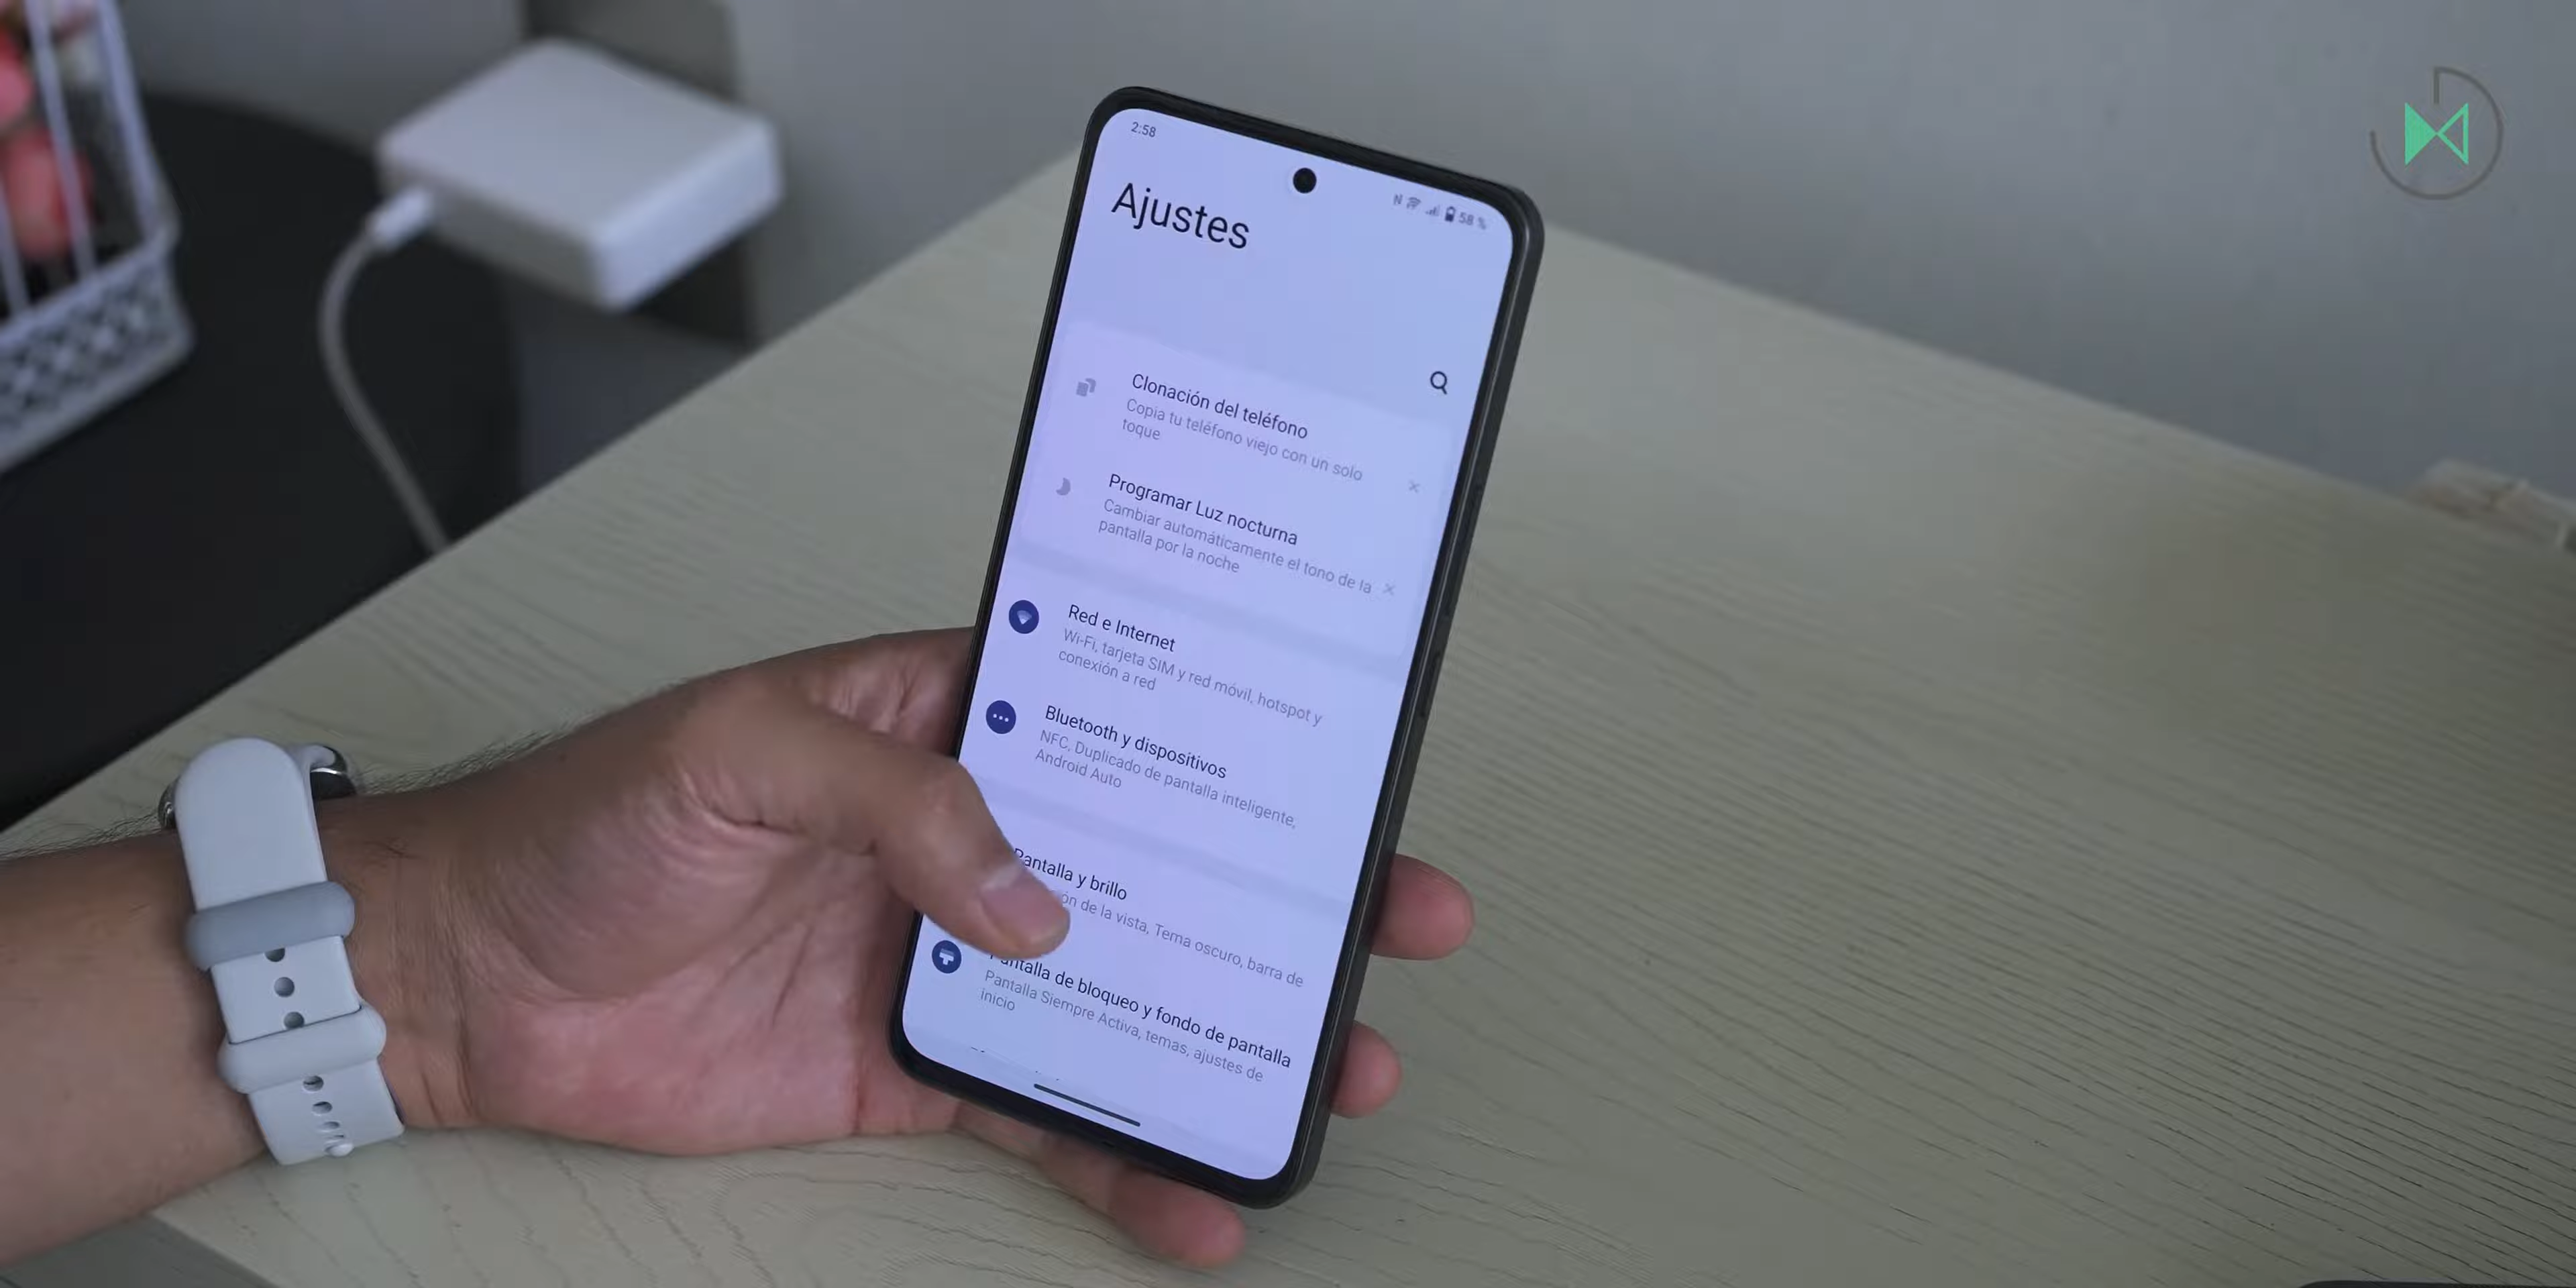 2:58
N 58 %
Ajustes
Clonación del teléfono
Copia tu teléfono viejo con un solo
toque
Programar Luz nocturna
Cambiar automáticamente el tono de la
pantalla por la noche
Red e Internet
Wi-Fi, tarjeta SIM y red móvil, hotspot y
conexión a red
Bluetooth y dispositivos
NFC, Duplicado de pantalla inteligente,
Android Auto
Pantalla y brillo
de la vista, Tema oscuro, barra de
Pantalla de bloqueo y fondo de pantalla
Pantalla Siempre Activa, temas, ajustes de
inicio